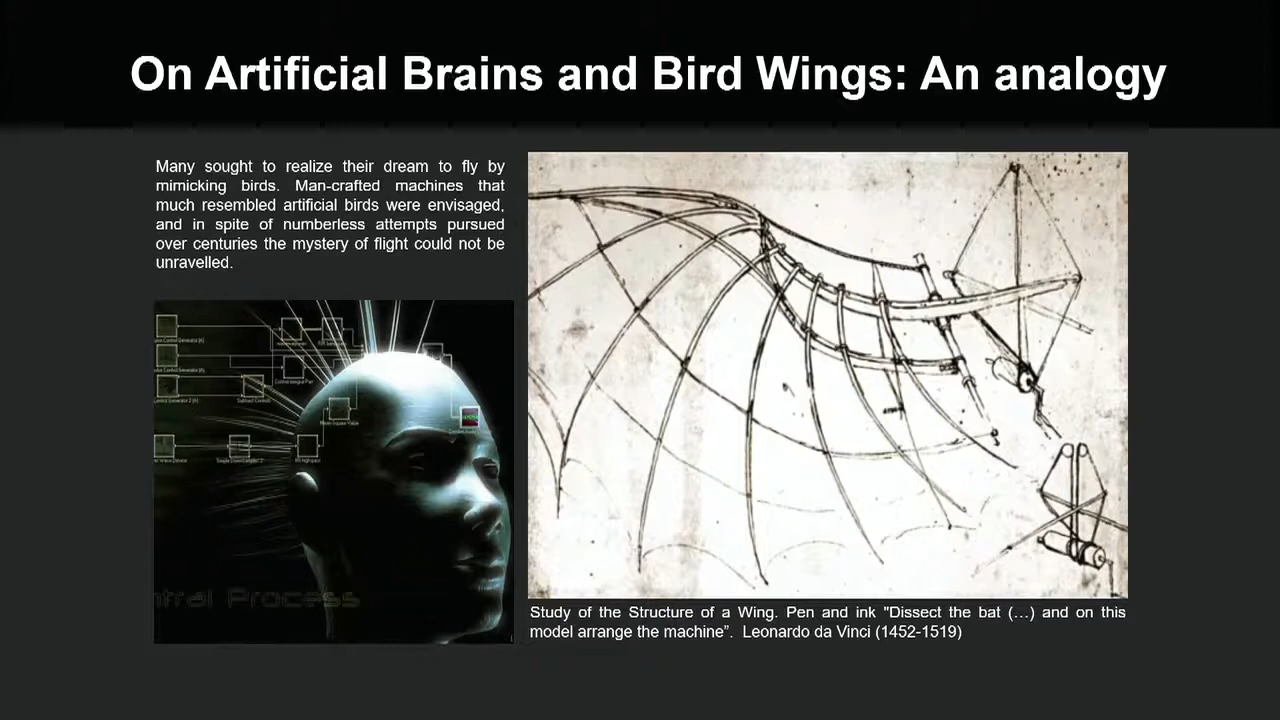 On Artificial Brains and Bird Wings: An analogy
Many sought to realize their dream to fly by
mimicking birds. Man-crafted machines that
much resembled artificial birds were envisaged,
and in spite of numberless attempts pursued
over centuries the mystery of flight could not be
unravelled.
ntral Process
Study of the Structure of a Wing. Pen and ink "Dissect the bat (…) and on this
model arrange the machine”. Leonardo da Vinci (1452-1519)